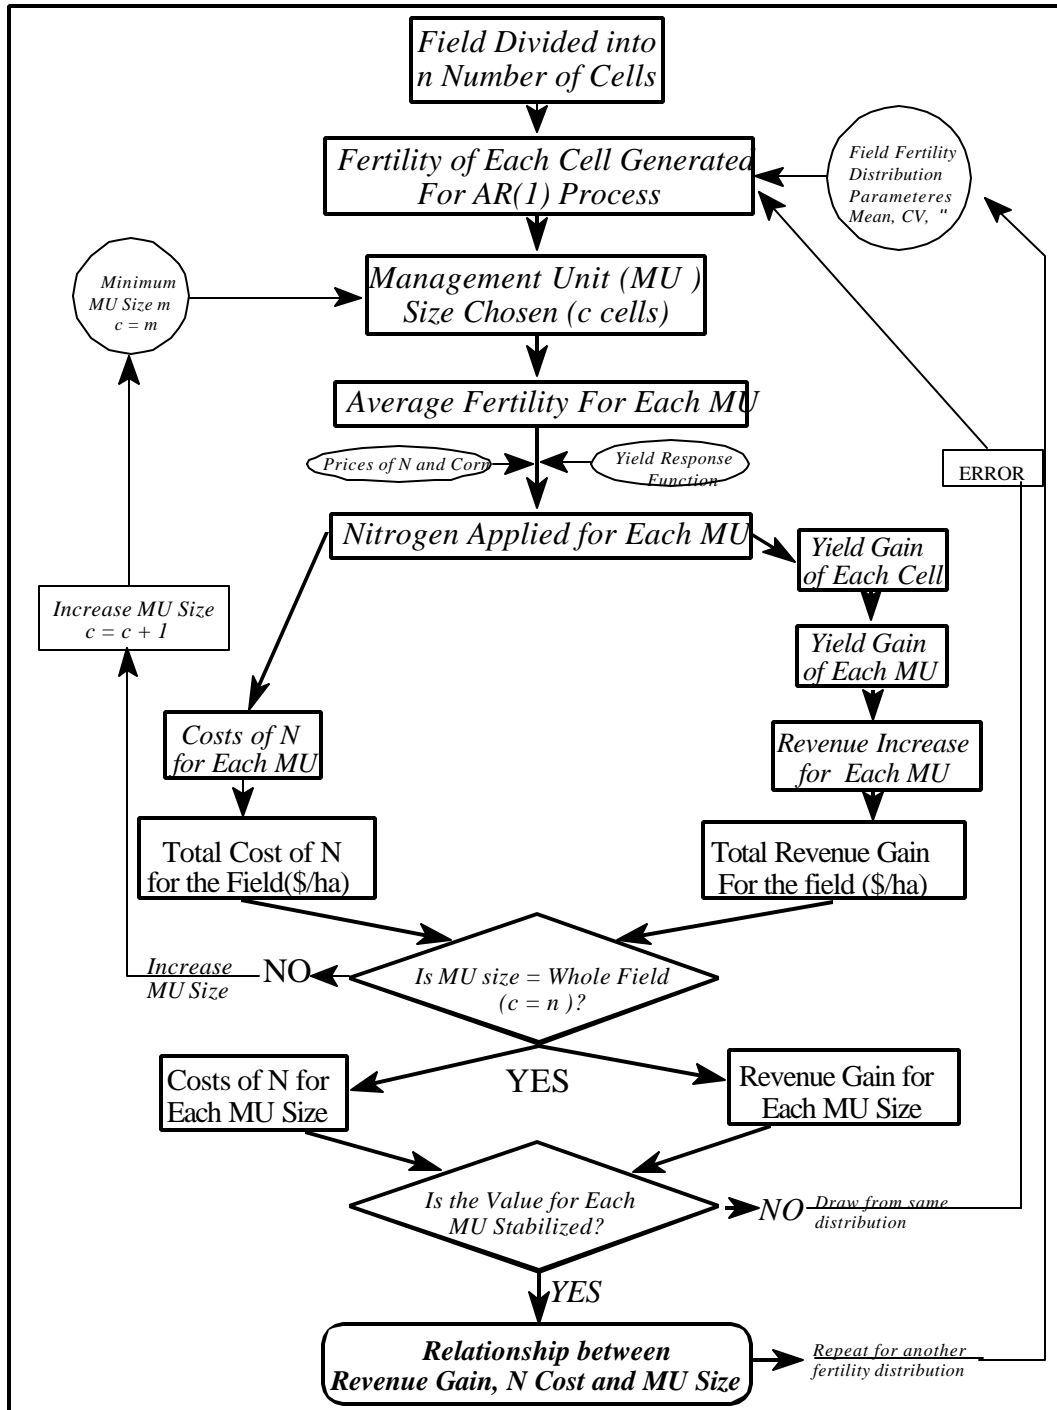 Field Divided into
n Number of Cells
Fertility of Each Cell Generated
For AR(1) Process
Field Fertility
Distribution
Parameteres
Mean, CV, "
Management Unit (MU )
Size Chosen (c cells)
Minimum
MU Size m
c = m
Average Fertility For Each MU
Prices of N and Corn
Yield Response
Function
ERROR
Nitrogen Applied for Each MU
Yield Gain
of Each Cell
Increase MU Size
c = c + 1
Yield Gain
of Each MU
Costs of N
for Each MU
Revenue Increase
for Each MU
Total Cost of N
for the Field($/ha)
Total Revenue Gain
For the field ($/ha)
Is MU size = Whole Field
(c = n )?
NO
Increase
MU Size
YES
Costs of N for
Each MU Size
Revenue Gain for
Each MU Size
Is the Value for Each
MU Stabilized?
NO
Draw from same
distribution
YES
Relationship between
Revenue Gain, N Cost and MU Size
Repeat for another
fertility distribution